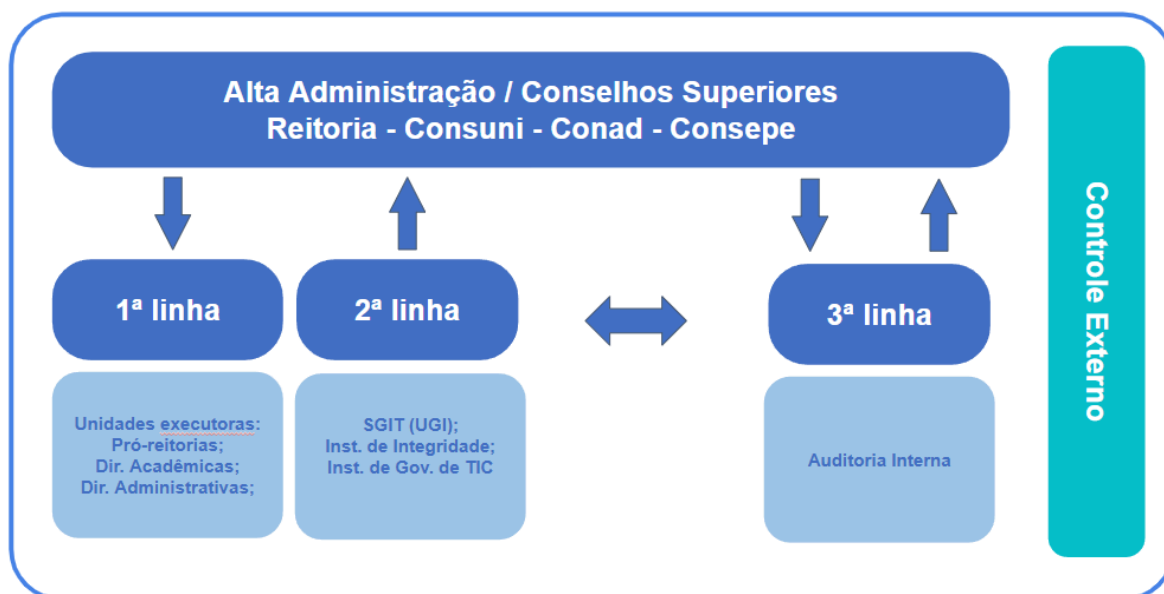 Alta Administração / Conselhos Superiores
Reitoria - Consuni - Conad - Consepe
1ª linha
2ª linha
3ª linha
Unidades executoras:
Pró-reitorias;
Dir. Acadêmicas;
Dir. Administrativas;
SGIT (UGI);
Inst. de Integridade;
Inst. de Gov. de TIC
Auditoria Interna
Controle Externo